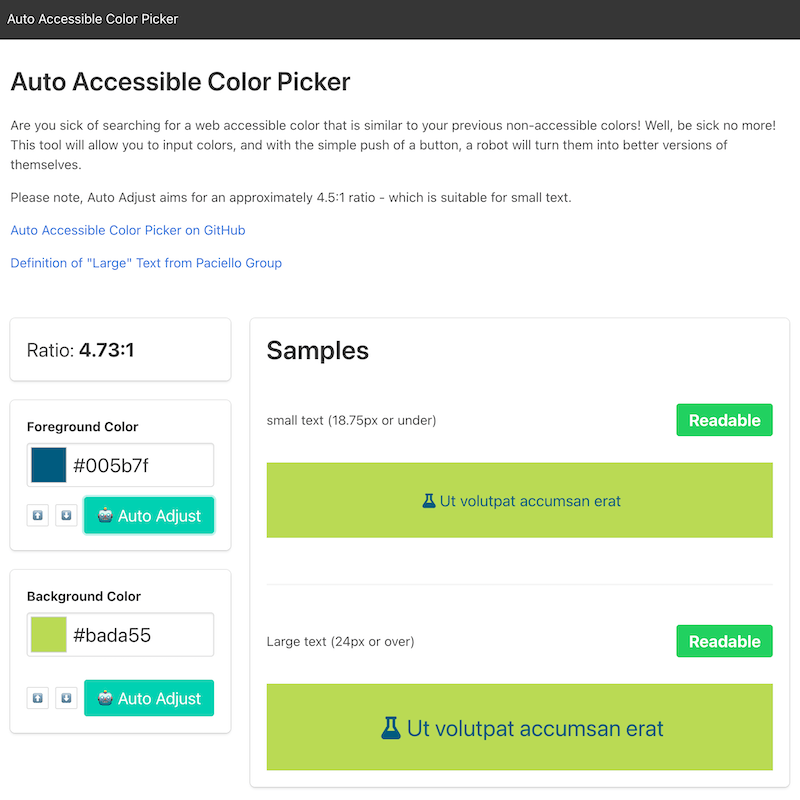 Auto Accessible Color Picker
Auto Accessible Color Picker
Are you sick of searching for a web accessible color that is similar to your previous non-accessible colors! Well, be sick no more!
This tool will allow you to input colors, and with the simple push of a button, a robot will turn them into better versions of
themselves.
Please note, Auto Adjust aims for an approximately 4.5:1 ratio - which is suitable for small text.
Auto Accessible Color Picker on GitHub
Definition of "Large" Text from Paciello Group
Ratio: 4.73:1
Foreground Color
#005b7f
Auto Adjust
Background Color
#bada55
Auto Adjust
Samples
small text (18.75px or under)
Readable
Ut volutpat accumsan erat
Large text (24px or over)
Readable
Ut volutpat accumsan erat